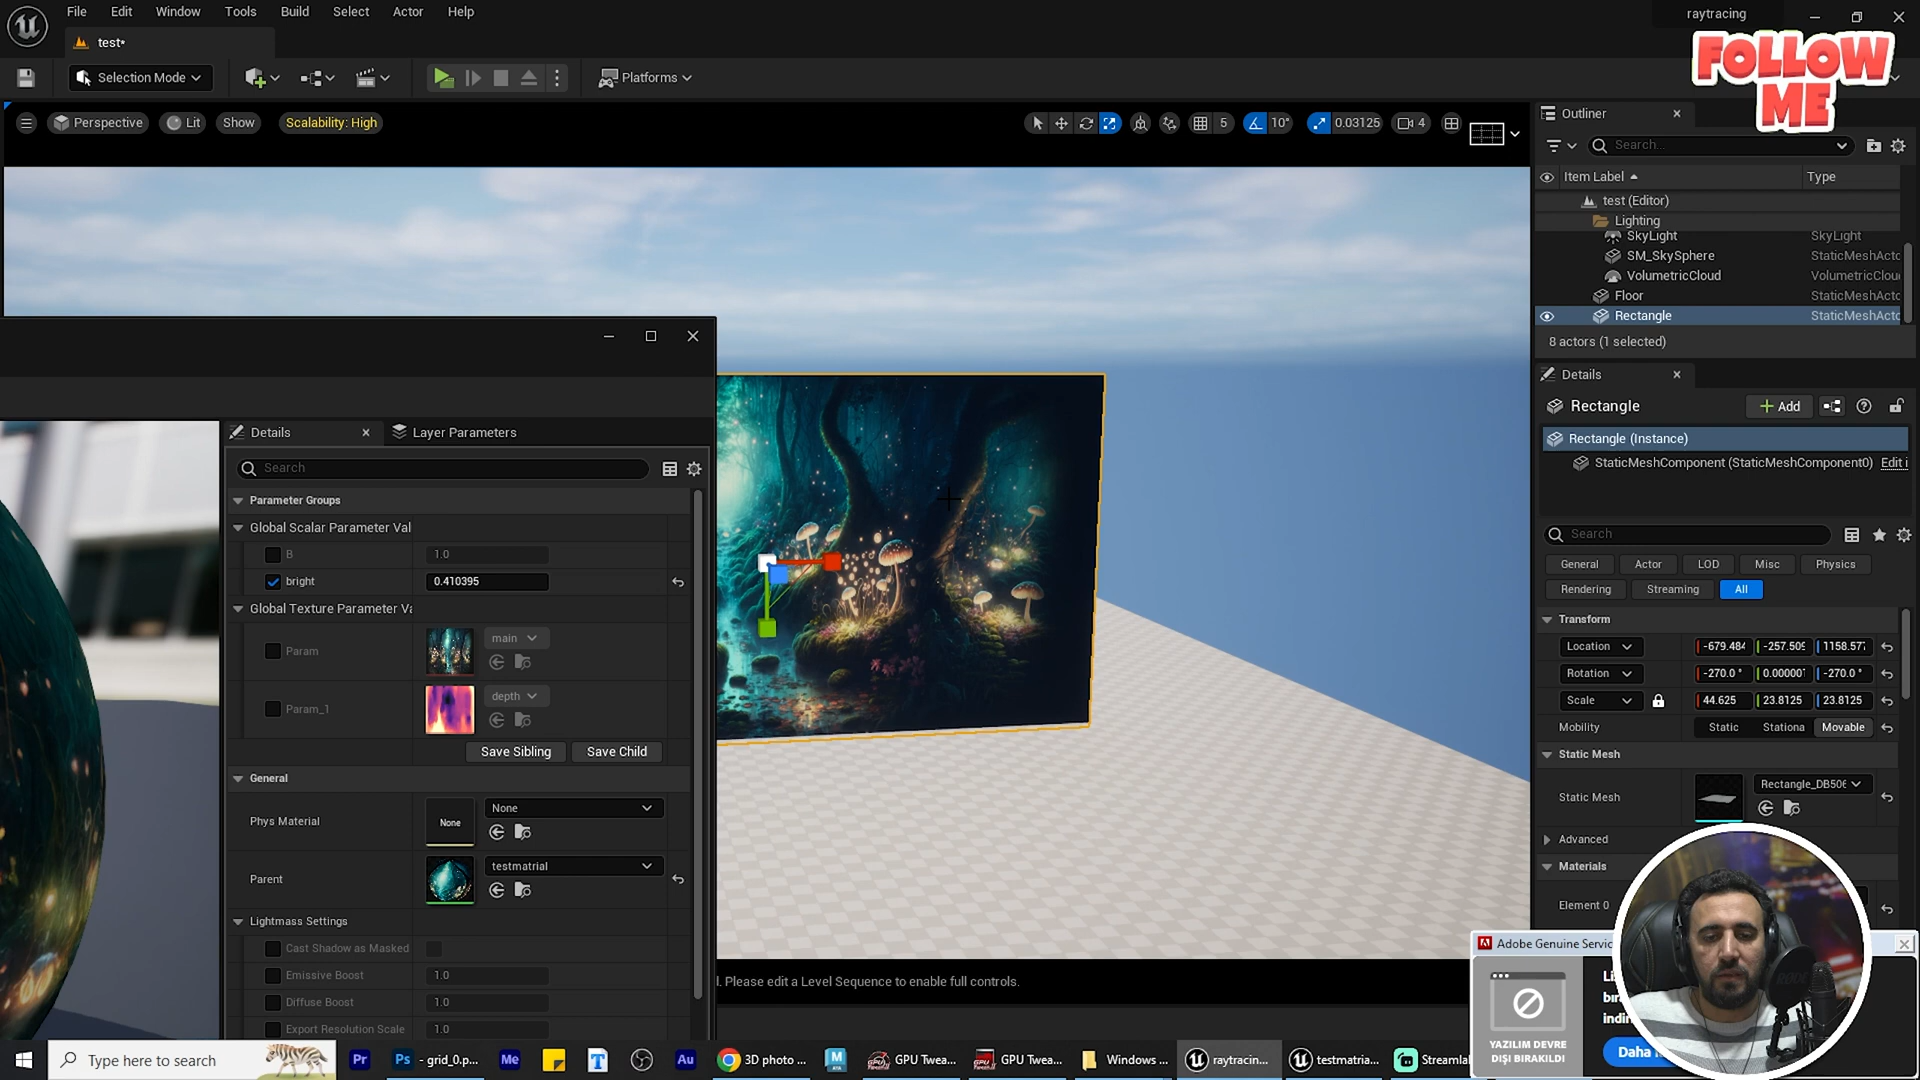 File Edit Window Tools Build Select Actor Help
raytracing
test*
FOLLOW
ME
Selection Mode
Platforms
Perspective Lit Show Scalability: High
5 10° 0.03125 4
Outliner
Search...
Item Label Type
test (Editor)
Lighting
SkyLight SkyLight
SM_SkySphere StaticMeshActo
VolumetricCloud VolumetricClou
Floor StaticMeshActo
Rectangle StaticMeshActo
8 actors (1 selected)
Details
Rectangle
Add
Rectangle (Instance)
StaticMeshComponent (StaticMeshComponent0) Edit i
Search
General Actor LOD Misc Physics
Rendering Streaming All
Transform
Location -679.484 -257.509 1158.577
Rotation -270.0 ° 0.00000 -270.0 °
Scale 44.625 23.8125 23.8125
Mobility Static Stationa Movable
Static Mesh
Static Mesh Rectangle_DB506
Advanced
Materials
Element 0
Details Layer Parameters
Search
Parameter Groups
Global Scalar Parameter Val
B 1.0
bright 0.410395
Global Texture Parameter Va
Param main
Param_1 depth
Save Sibling Save Child
General
Phys Material None None
Parent testmatrial
Lightmass Settings
Cast Shadow as Masked
Emissive Boost 1.0
Diffuse Boost 1.0
Export Resolution Scale 1.0
l. Please edit a Level Sequence to enable full controls.
Adobe Genuine Servic
YAZILIM DEVRE
DIŞI BIRAKILDI
Daha
Type here to search
Pr Ps - grid_0.p... Me T Au 3D photo ... GPU Twea... GPU Twea... Windows ... raytracin... testmatria... Streamla